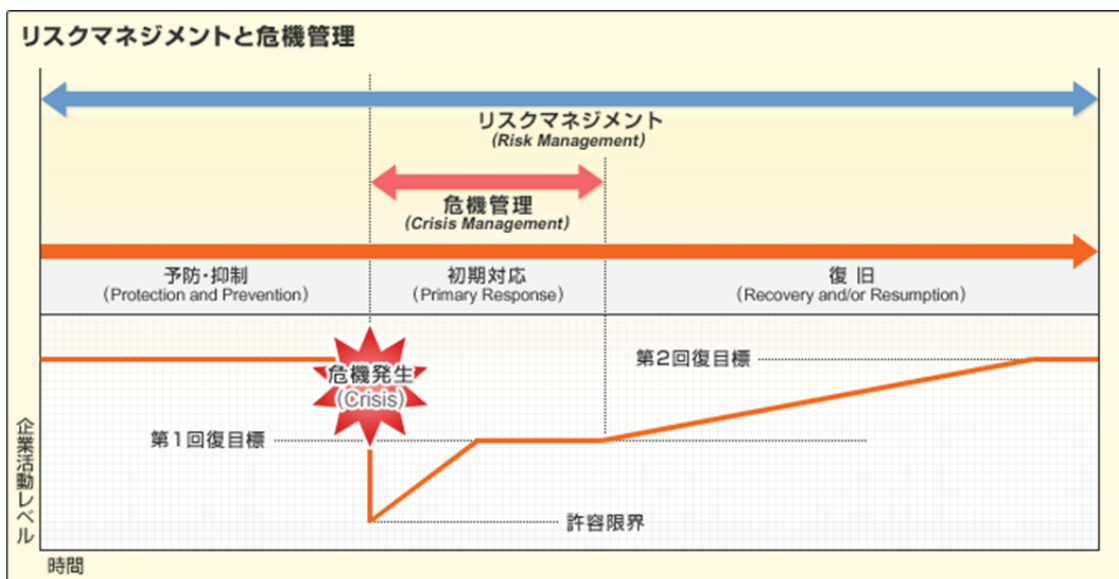 リスクマネジメントと危機管理
リスクマネジメント
(Risk Management)
危機管理
(Crisis Management)
予防・抑制
(Protection and Prevention)
初期対応
(Primary Response)
復旧
(Recovery and/or Resumption)
危機発生
(Crisis)
第2回復目標
第1回復目標
許容限界
企業活動レベル
時間